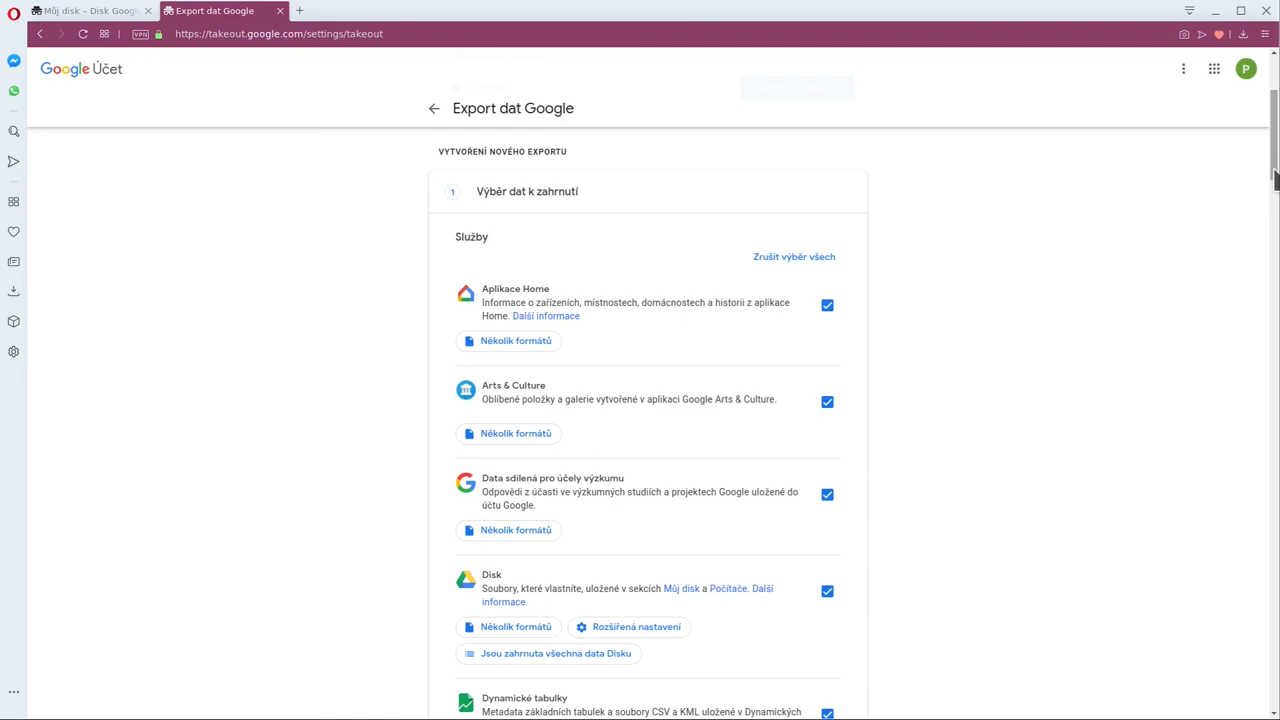 Můj disk – Disk Googl
Export dat Google
VPN
https://takeout.google.com/settings/takeout
Google Účet
P
Export dat Google
VYTVOŘENÍ NOVÉHO EXPORTU
1
Výběr dat k zahrnutí
Služby
Zrušit výběr všech
Aplikace Home
Informace o zařízeních, místnostech, domácnostech a historii z aplikace
Home. Další informace
Několik formátů
Arts & Culture
Oblíbené položky a galerie vytvořené v aplikaci Google Arts & Culture.
Několik formátů
Data sdílená pro účely výzkumu
Odpovědi z účasti ve výzkumných studiích a projektech Google uložené do
účtu Google.
Několik formátů
Disk
Soubory, které vlastníte, uložené v sekcích Můj disk a Počítače. Další
informace
Několik formátů
Rozšířená nastavení
Jsou zahrnuta všechna data Disku
Dynamické tabulky
Metadata základních tabulek a soubory CSV a KML uložené v Dynamických